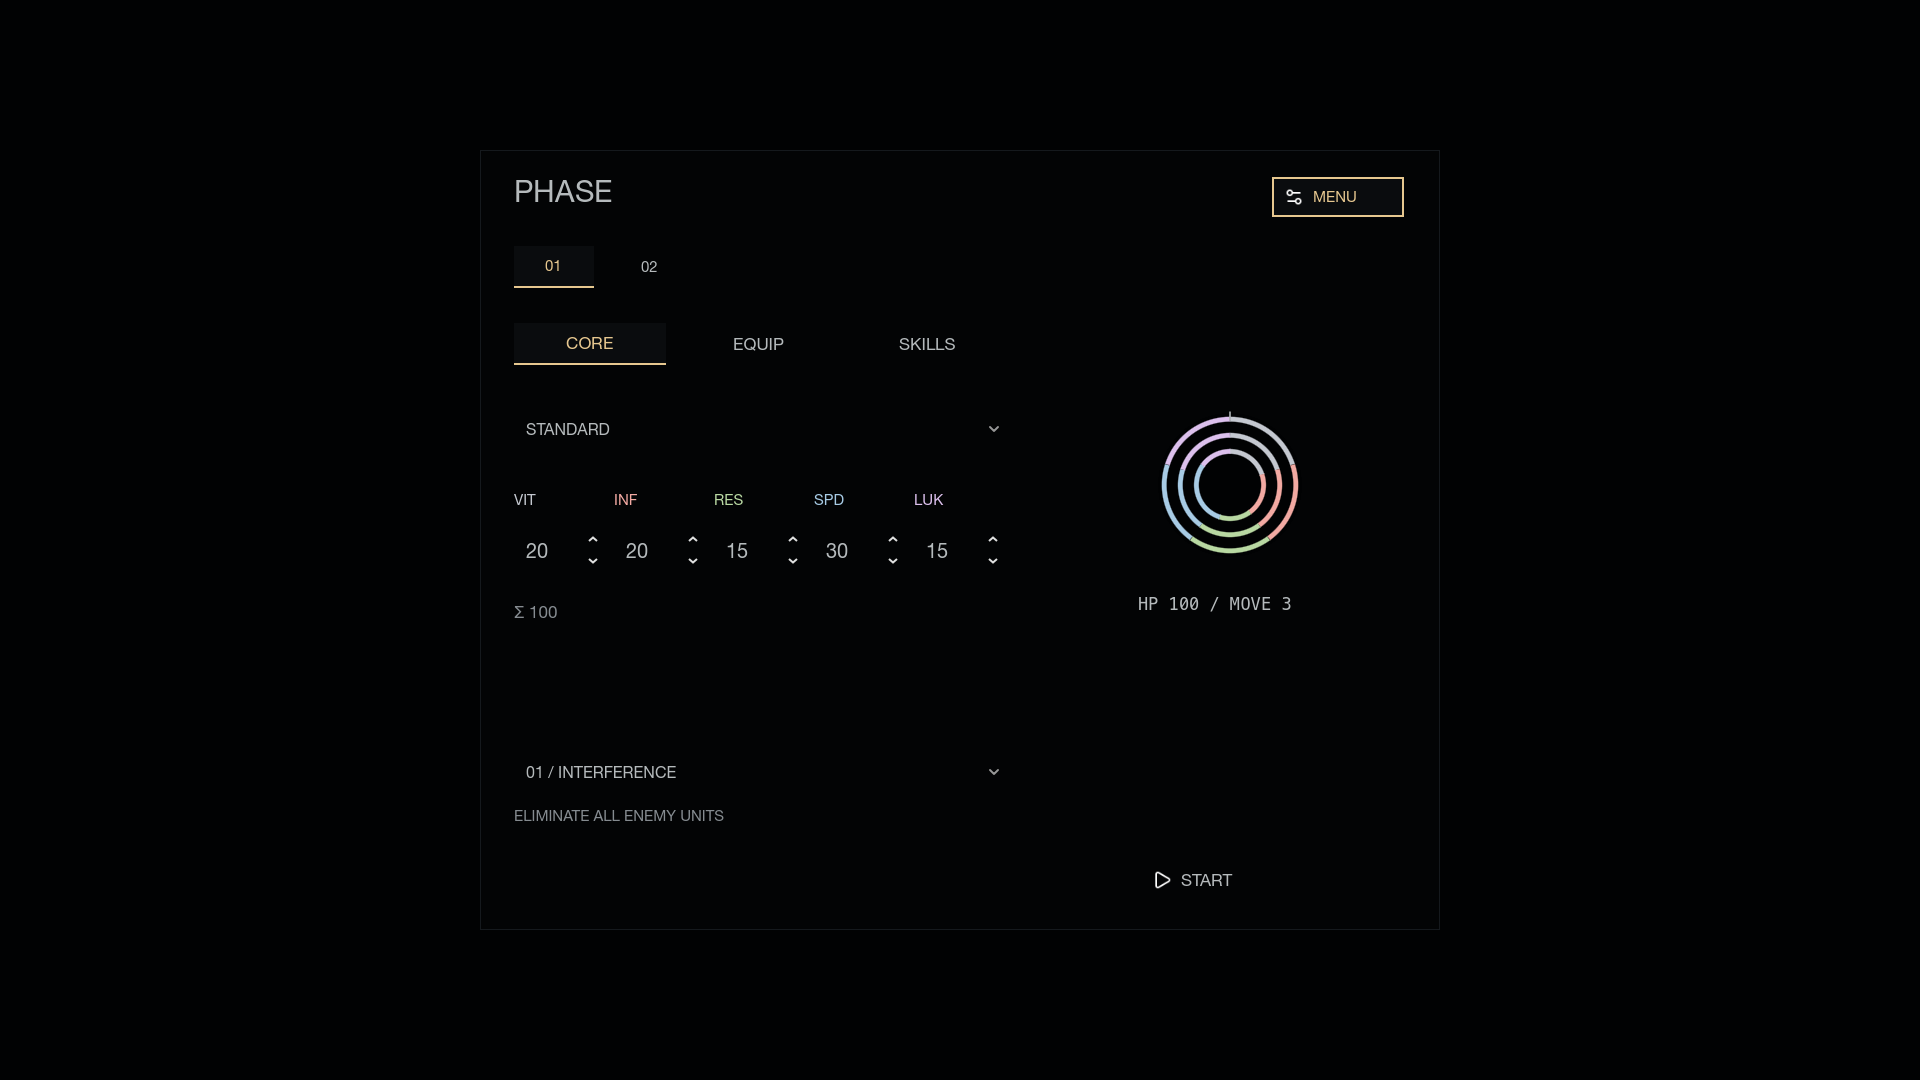 PHASE
MENU
01 02
CORE EQUIP SKILLS
STANDARD
VIT INF RES SPD LUK
20 20 15 30 15
Σ 100
HP 100 / MOVE 3
01 / INTERFERENCE
ELIMINATE ALL ENEMY UNITS
START